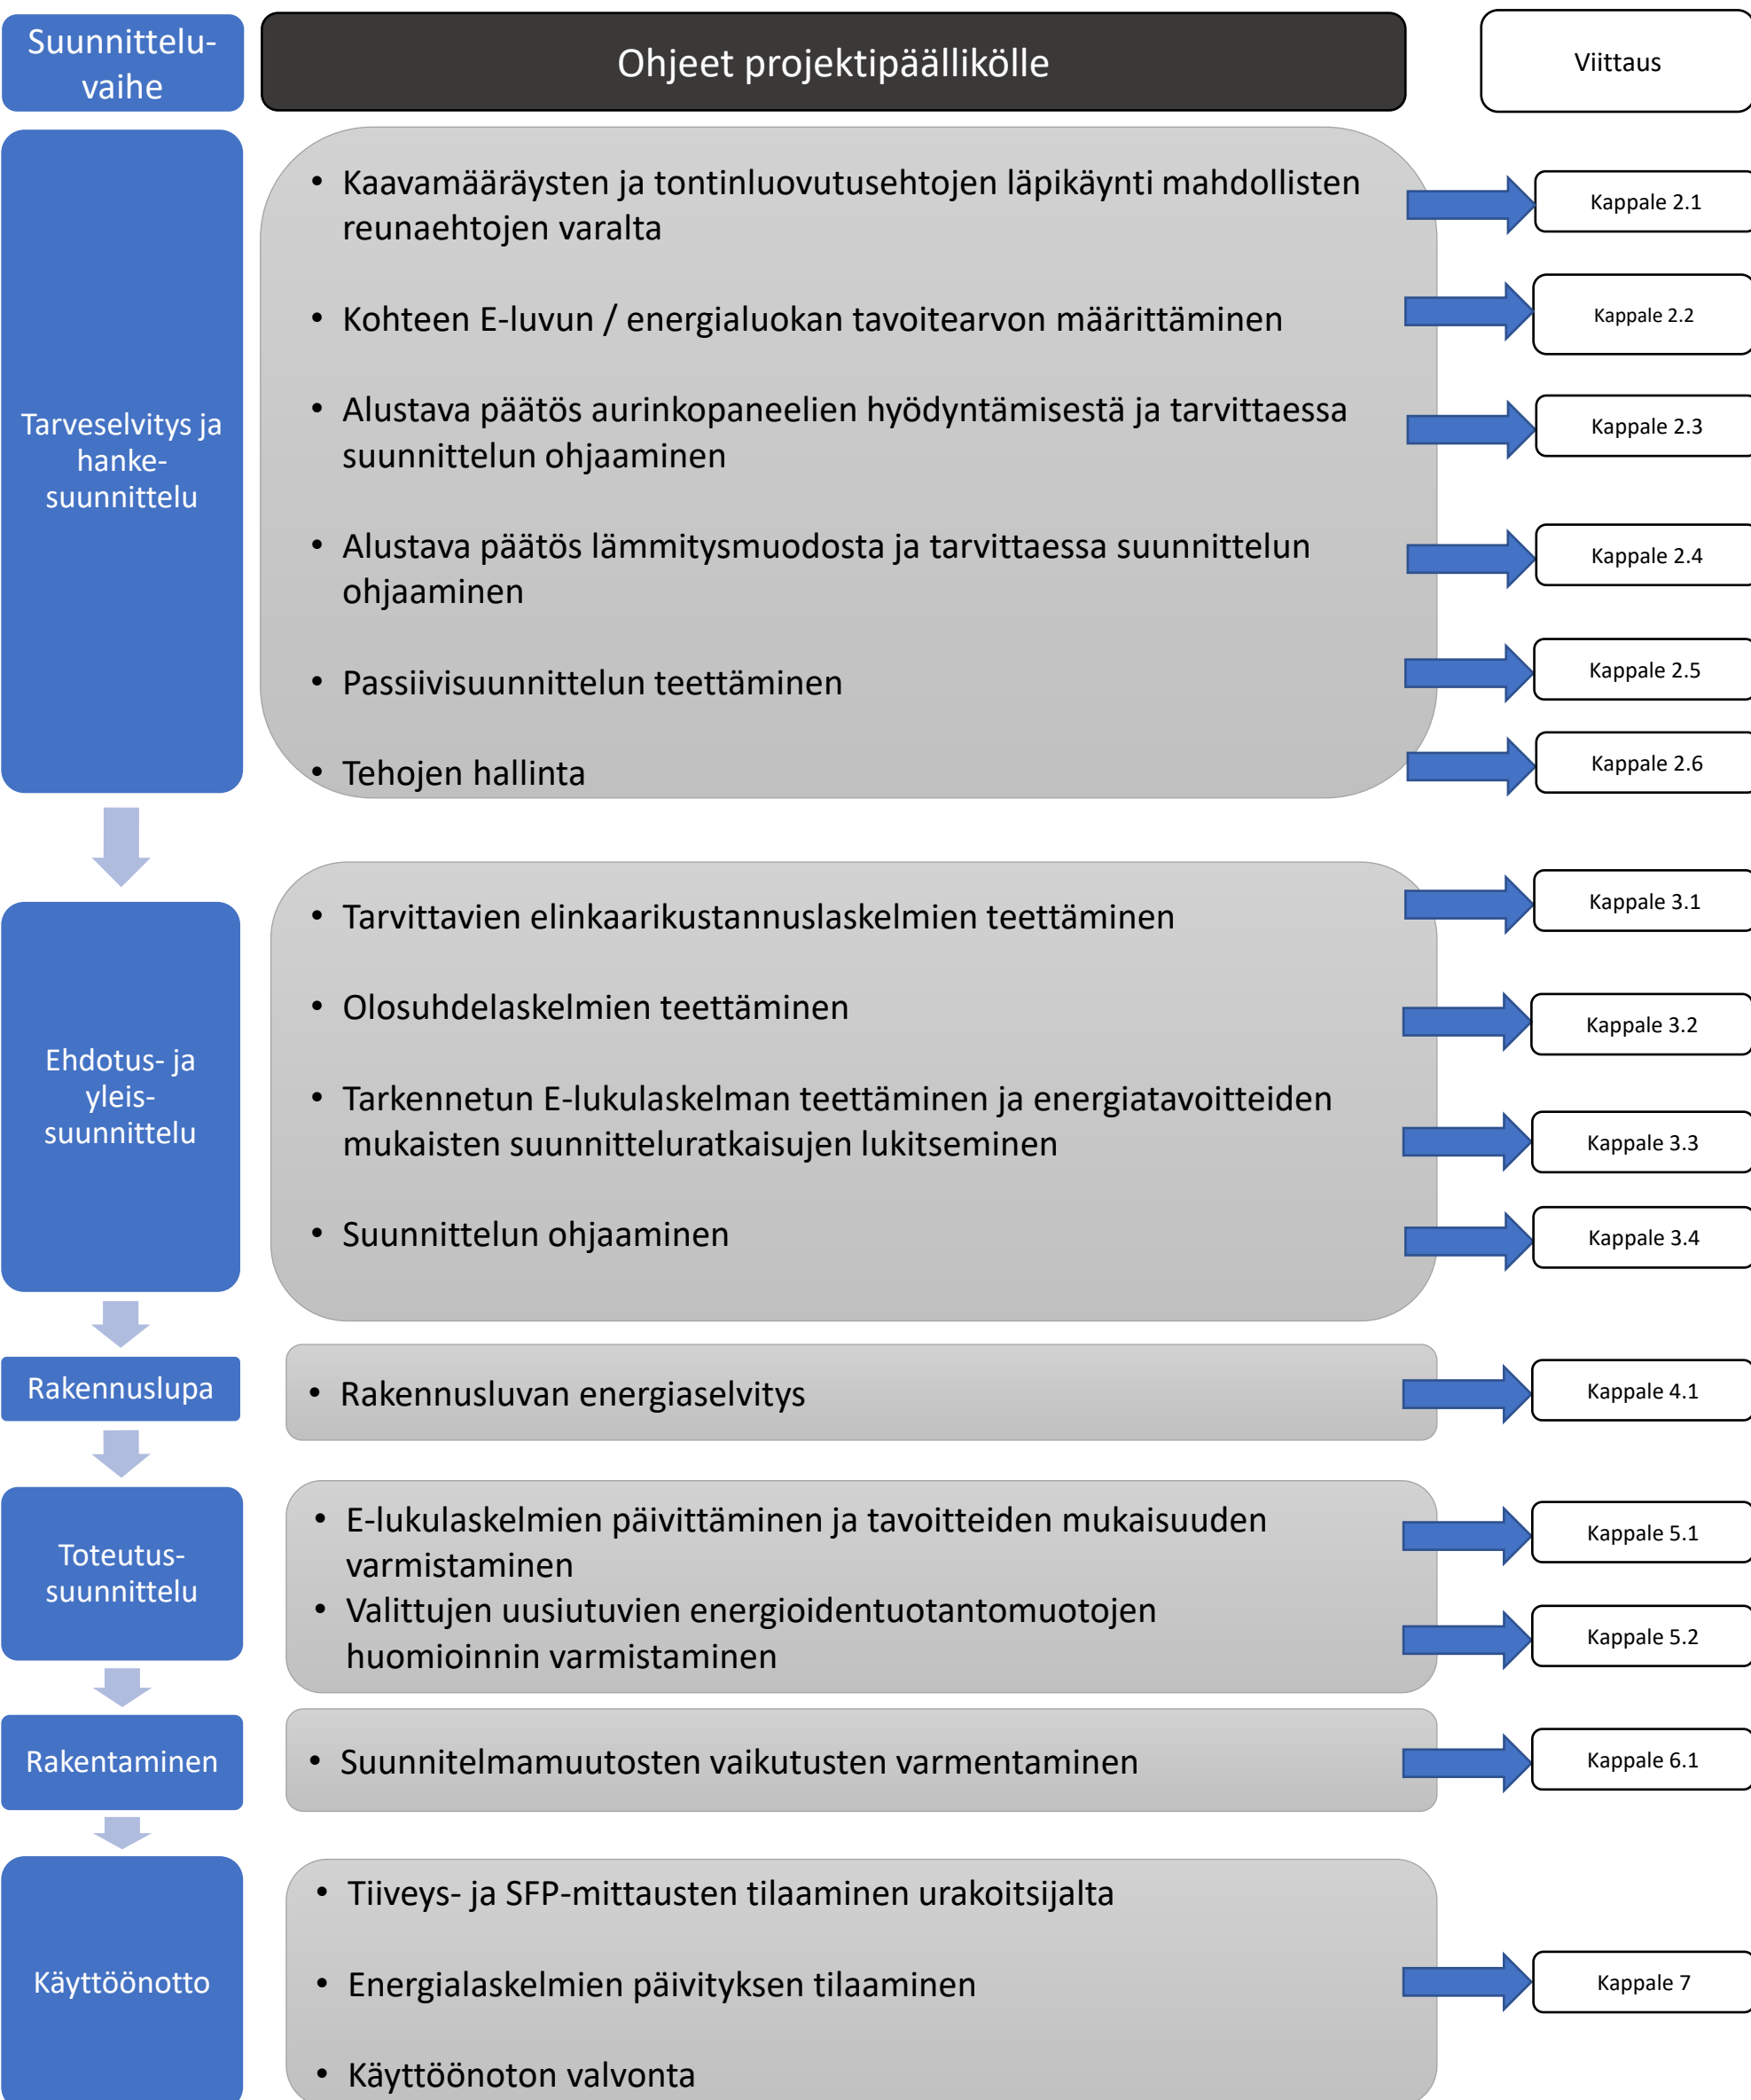 Suunnittelu-
vaihe
Ohjeet projektipäällikölle
Viittaus
Tarveselvitys ja
hanke-
suunnittelu
• Kaavamääräysten ja tontinluovutusehtojen läpikäynti mahdollisten
reunaehtojen varalta
Kappale 2.1
• Kohteen E-luvun / energialuokan tavoitearvon määrittäminen
Kappale 2.2
• Alustava päätös aurinkopaneelien hyödyntämisestä ja tarvittaessa
suunnittelun ohjaaminen
Kappale 2.3
• Alustava päätös lämmitysmuodosta ja tarvittaessa suunnittelun
ohjaaminen
Kappale 2.4
• Passiivisuunnittelun teettäminen
Kappale 2.5
• Tehojen hallinta
Kappale 2.6
Ehdotus- ja
yleis-
suunnittelu
• Tarvittavien elinkaarikustannuslaskelmien teettäminen
Kappale 3.1
• Olosuhdelaskelmien teettäminen
Kappale 3.2
• Tarkennetun E-lukulaskelman teettäminen ja energiatavoitteiden
mukaisten suunnitteluratkaisujen lukitseminen
Kappale 3.3
• Suunnittelun ohjaaminen
Kappale 3.4
Rakennuslupa
• Rakennusluvan energiaselvitys
Kappale 4.1
Toteutus-
suunnittelu
• E-lukulaskelmien päivittäminen ja tavoitteiden mukaisuuden
varmistaminen
Kappale 5.1
• Valittujen uusiutuvien energioidentuotantomuotojen
huomioinnin varmistaminen
Kappale 5.2
Rakentaminen
• Suunnitelmamuutosten vaikutusten varmentaminen
Kappale 6.1
Käyttöönotto
• Tiiveys- ja SFP-mittausten tilaaminen urakoitsijalta
• Energialaskelmien päivityksen tilaaminen
Kappale 7
• Käyttöönoton valvonta